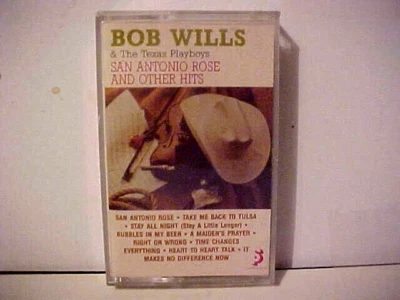 BOB WILLS
& The Texas Playboys
SAN ANTONIO ROSE
AND OTHER HITS
SAN ANTONIO ROSE • TAKE ME BACK TO TULSA
• STAY ALL NIGHT (Stay A Little Longer) •
BUBBLES IN MY BEER • A MAIDEN'S PRAYER •
RIGHT OR WRONG • TIME CHANGES
EVERYTHING • HEART TO HEART TALK • IT
MAKES NO DIFFERENCE NOW